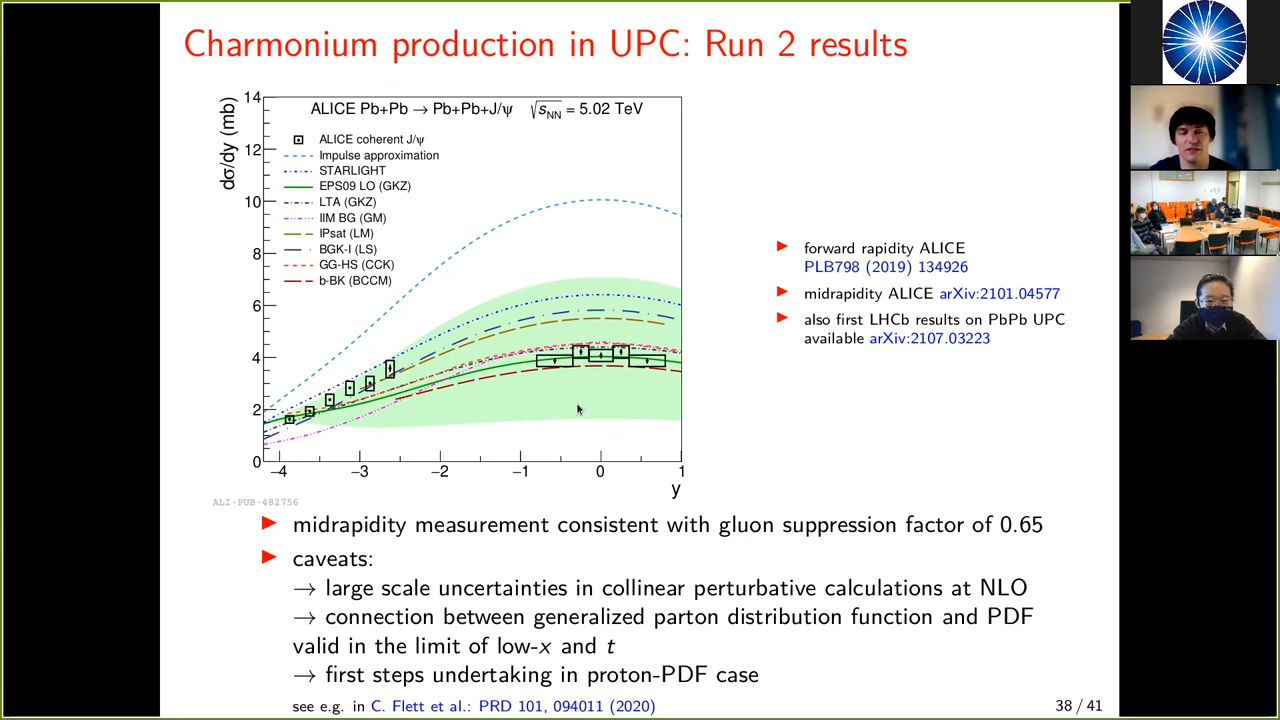 Charmonium production in UPC: Run 2 results
ALICE Pb+Pb → Pb+Pb+J/ψ √sNN = 5.02 TeV
dσ/dy (mb)
14
12
10
8
6
4
2
0
ALICE coherent J/ψ
Impulse approximation
STARLIGHT
EPS09 LO (GKZ)
LTA (GKZ)
IIM BG (GM)
IPsat (LM)
BGK-I (LS)
GG-HS (CCK)
b-BK (BCCM)
−4 −3 −2 −1 0 1
y
ALI-PUB-482756
▶ forward rapidity ALICE
PLB798 (2019) 134926
▶ midrapidity ALICE arXiv:2101.04577
▶ also first LHCb results on PbPb UPC
available arXiv:2107.03223
▶ midrapidity measurement consistent with gluon suppression factor of 0.65
▶ caveats:
→ large scale uncertainties in collinear perturbative calculations at NLO
→ connection between generalized parton distribution function and PDF
valid in the limit of low-x and t
→ first steps undertaking in proton-PDF case
see e.g. in C. Flett et al.: PRD 101, 094011 (2020)
38 / 41